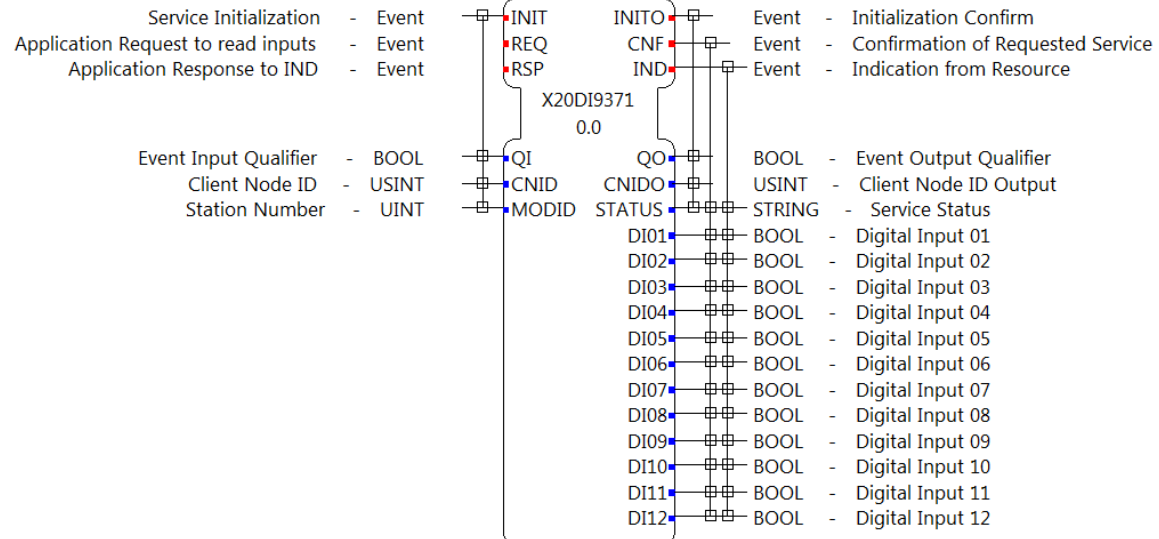 Service Initialization - Event INIT INITO Event - Initialization Confirm
Application Request to read inputs - Event REQ CNF Event - Confirmation of Requested Service
Application Response to IND - Event RSP IND Event - Indication from Resource
X20DI9371
0.0
Event Input Qualifier - BOOL QI QO BOOL - Event Output Qualifier
Client Node ID - USINT CNID CNIDO USINT - Client Node ID Output
Station Number - UINT MODID STATUS STRING - Service Status
DI01 BOOL - Digital Input 01
DI02 BOOL - Digital Input 02
DI03 BOOL - Digital Input 03
DI04 BOOL - Digital Input 04
DI05 BOOL - Digital Input 05
DI06 BOOL - Digital Input 06
DI07 BOOL - Digital Input 07
DI08 BOOL - Digital Input 08
DI09 BOOL - Digital Input 09
DI10 BOOL - Digital Input 10
DI11 BOOL - Digital Input 11
DI12 BOOL - Digital Input 12